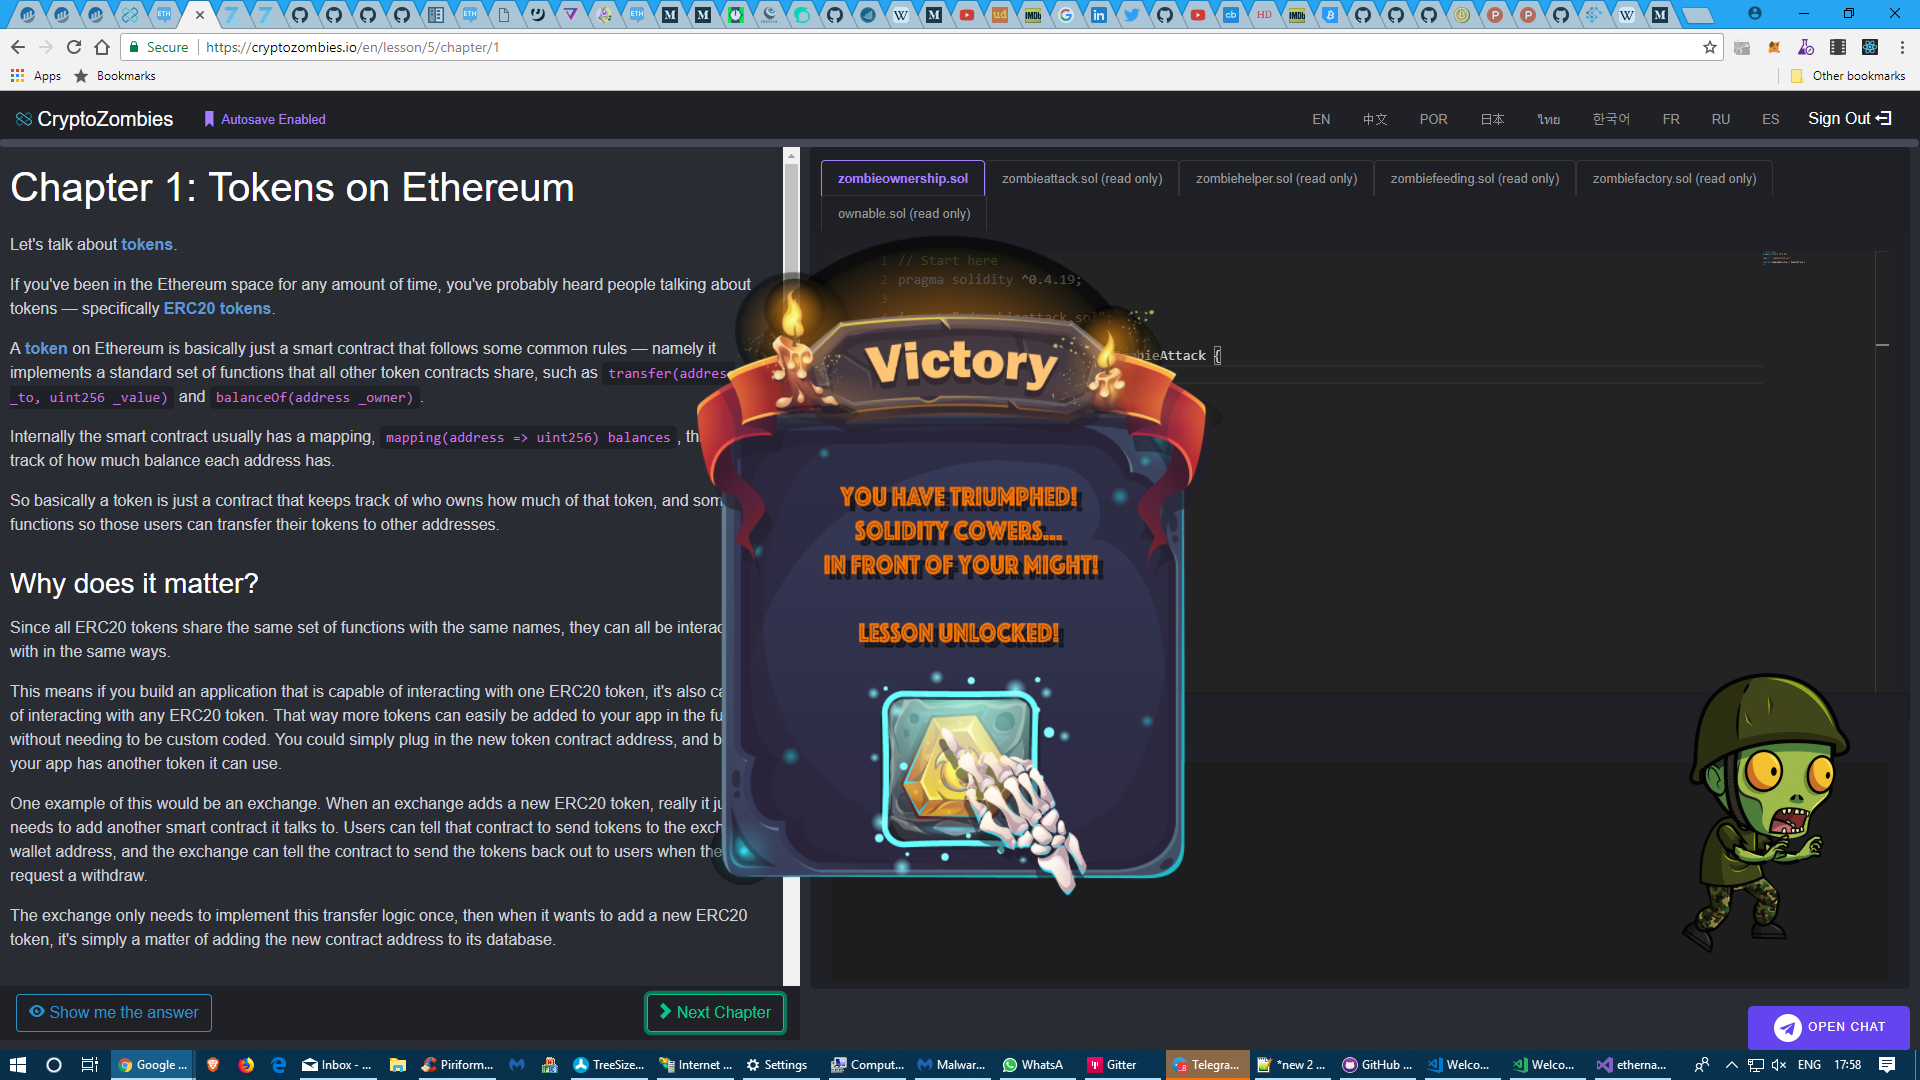 Secure
https://cryptozombies.io/en/lesson/5/chapter/1
Apps
Bookmarks
Other bookmarks
CryptoZombies
Autosave Enabled
EN
中文
POR
日本
ไทย
한국어
FR
RU
ES
Sign Out
Chapter 1: Tokens on Ethereum
Let's talk about tokens.
If you've been in the Ethereum space for any amount of time, you've probably heard people talking about
tokens — specifically ERC20 tokens.
A token on Ethereum is basically just a smart contract that follows some common rules — namely it
implements a standard set of functions that all other token contracts share, such as transfer(addres
_to, uint256 _value) and balanceOf(address _owner).
Internally the smart contract usually has a mapping, mapping(address => uint256) balances, th
track of how much balance each address has.
So basically a token is just a contract that keeps track of who owns how much of that token, and som
functions so those users can transfer their tokens to other addresses.
Why does it matter?
Since all ERC20 tokens share the same set of functions with the same names, they can all be interac
with in the same ways.
This means if you build an application that is capable of interacting with one ERC20 token, it's also ca
of interacting with any ERC20 token. That way more tokens can easily be added to your app in the fu
without needing to be custom coded. You could simply plug in the new token contract address, and b
your app has another token it can use.
One example of this would be an exchange. When an exchange adds a new ERC20 token, really it ju
needs to add another smart contract it talks to. Users can tell that contract to send tokens to the exch
wallet address, and the exchange can tell the contract to send the tokens back out to users when the
request a withdraw.
The exchange only needs to implement this transfer logic once, then when it wants to add a new ERC20
token, it's simply a matter of adding the new contract address to its database.
Show me the answer
Next Chapter
zombieownership.sol
zombieattack.sol (read only)
zombiehelper.sol (read only)
zombiefeeding.sol (read only)
zombiefactory.sol (read only)
ownable.sol (read only)
1 // Start here
2 pragma solidity ^0.4.19;
3
mbieAttack {
Victory
YOU HAVE TRIUMPHED!
SOLIDITY COWERS...
IN FRONT OF YOUR MIGHT!
LESSON UNLOCKED!
OPEN CHAT
Google ...
Inbox - ...
Piriform...
TreeSize...
Internet ...
Settings
Comput...
Malwar...
WhatsA
Gitter
Telegra...
*new 2 ...
GitHub ...
Welco...
Welco...
etherna...
ENG
17:58